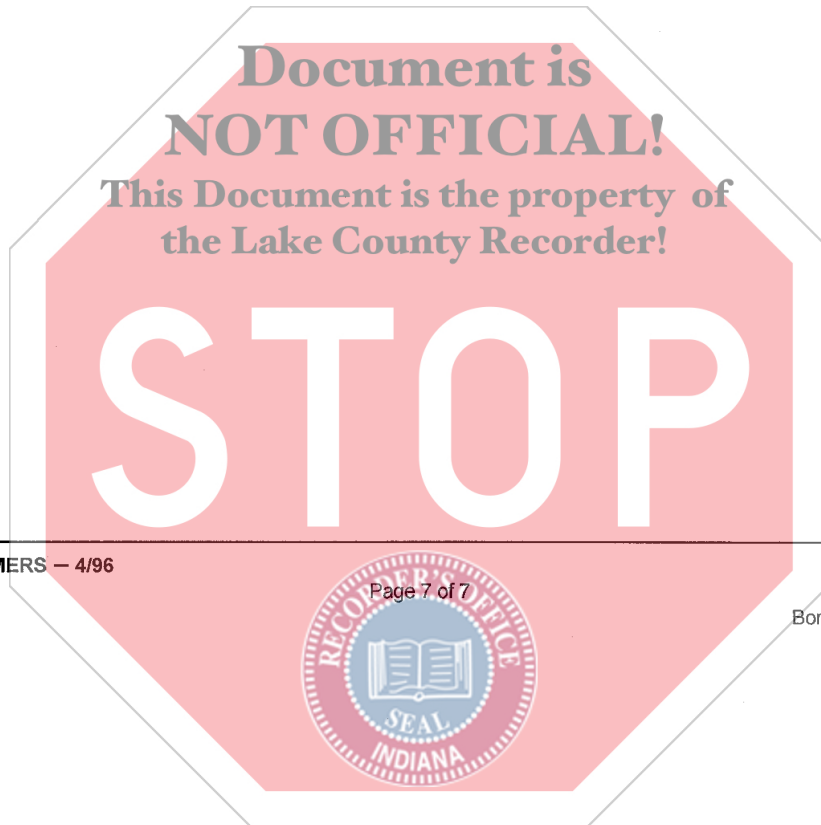 Document is
NOT OFFICIAL!
This Document is the property of
the Lake County Recorder!
STOP
MERS — 4/96
Page 7 of 7
RECORDER'S OFFICE
SEAL
INDIANA